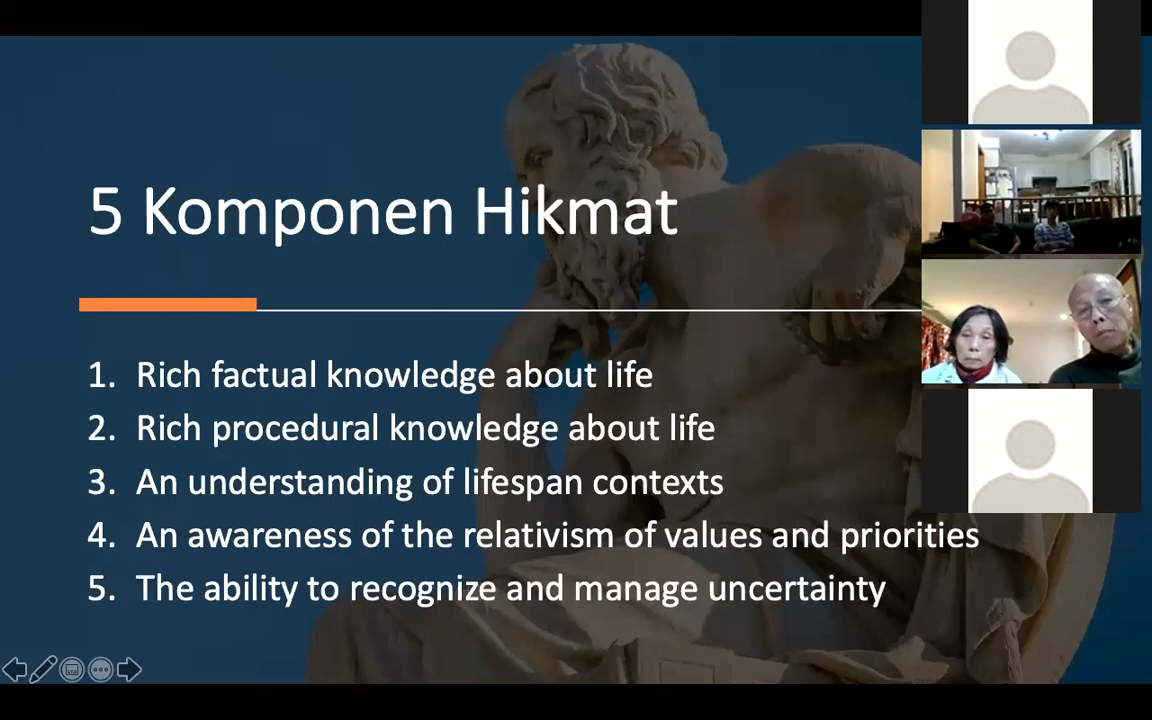 5 Komponen Hikmat
1. Rich factual knowledge about life
2. Rich procedural knowledge about life
3. An understanding of lifespan contexts
4. An awareness of the relativism of values and priorities
5. The ability to recognize and manage uncertainty